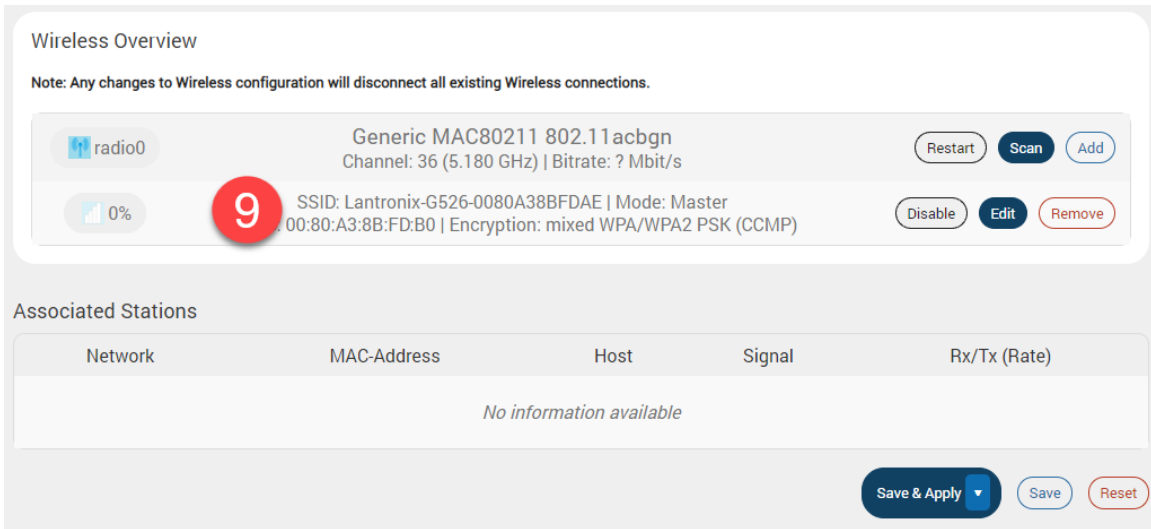 Wireless Overview
Note: Any changes to Wireless configuration will disconnect all existing Wireless connections.
radio0
Generic MAC80211 802.11acbgn
Channel: 36 (5.180 GHz) | Bitrate: ? Mbit/s
Restart Scan Add
0%
9
SSID: Lantronix-G526-0080A38BFDAE | Mode: Master
: 00:80:A3:8B:FD:B0 | Encryption: mixed WPA/WPA2 PSK (CCMP)
Disable Edit Remove
Associated Stations
Network MAC-Address Host Signal Rx/Tx (Rate)
No information available
Save & Apply Save Reset